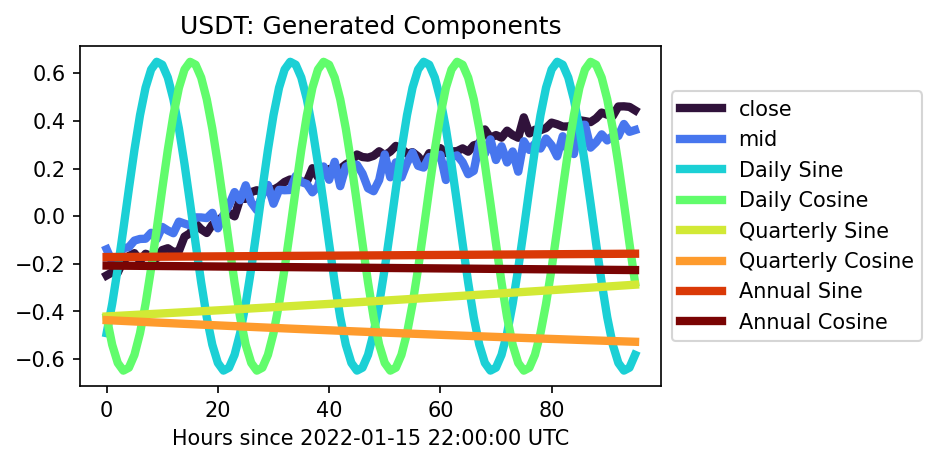 USDT: Generated Components
0.6
0.4
0.2
0.0
−0.2
−0.4
−0.6
0 20 40 60 80
Hours since 2022-01-15 22:00:00 UTC
close
mid
Daily Sine
Daily Cosine
Quarterly Sine
Quarterly Cosine
Annual Sine
Annual Cosine